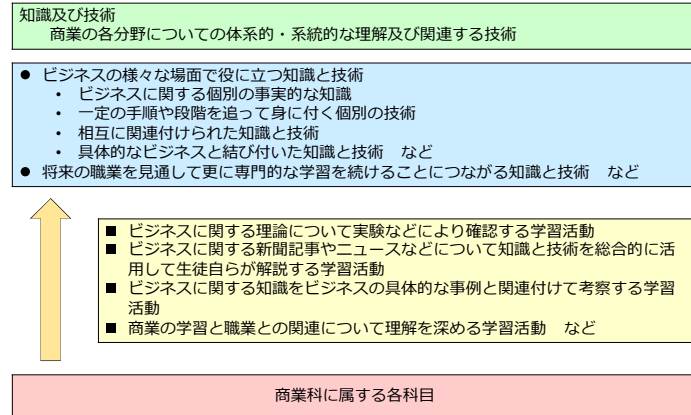 知識及び技術
商業の各分野についての体系的・系統的な理解及び関連する技術
● ビジネスの様々な場面で役に立つ知識と技術
• ビジネスに関する個別の事実的な知識
• 一定の手順や段階を追って身に付く個別の技術
• 相互に関連付けられた知識と技術
• 具体的なビジネスと結び付いた知識と技術　など
● 将来の職業を見通して更に専門的な学習を続けることにつながる知識と技術　など
■ ビジネスに関する理論について実験などにより確認する学習活動
■ ビジネスに関する新聞記事やニュースなどについて知識と技術を総合的に活
用して生徒自らが解説する学習活動
■ ビジネスに関する知識をビジネスの具体的な事例と関連付けて考察する学習
活動
■ 商業の学習と職業との関連について理解を深める学習活動　など
商業科に属する各科目